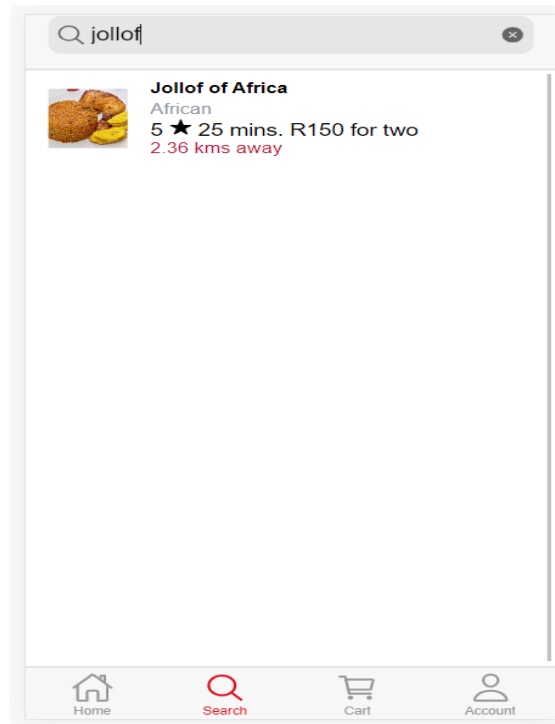 jollof
Jollof of Africa
African
5 ★ 25 mins. R150 for two
2.36 kms away
Home Search Cart Account